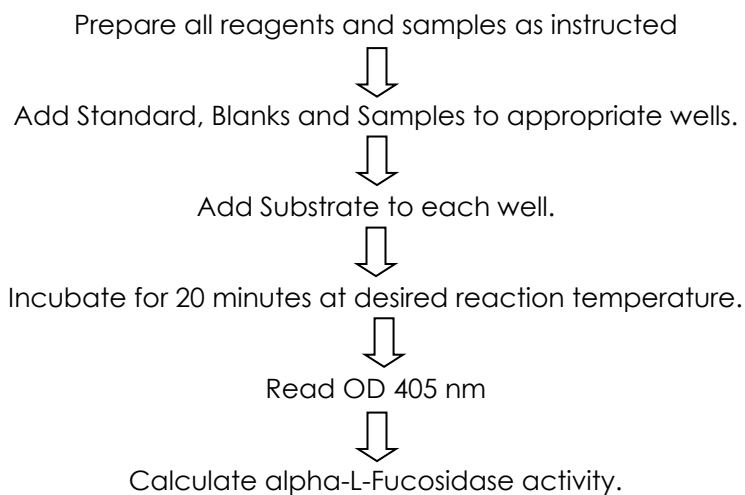 Prepare all reagents and samples as instructed
Add Standard, Blanks and Samples to appropriate wells.
Add Substrate to each well.
Incubate for 20 minutes at desired reaction temperature.
Read OD 405 nm
Calculate alpha-L-Fucosidase activity.